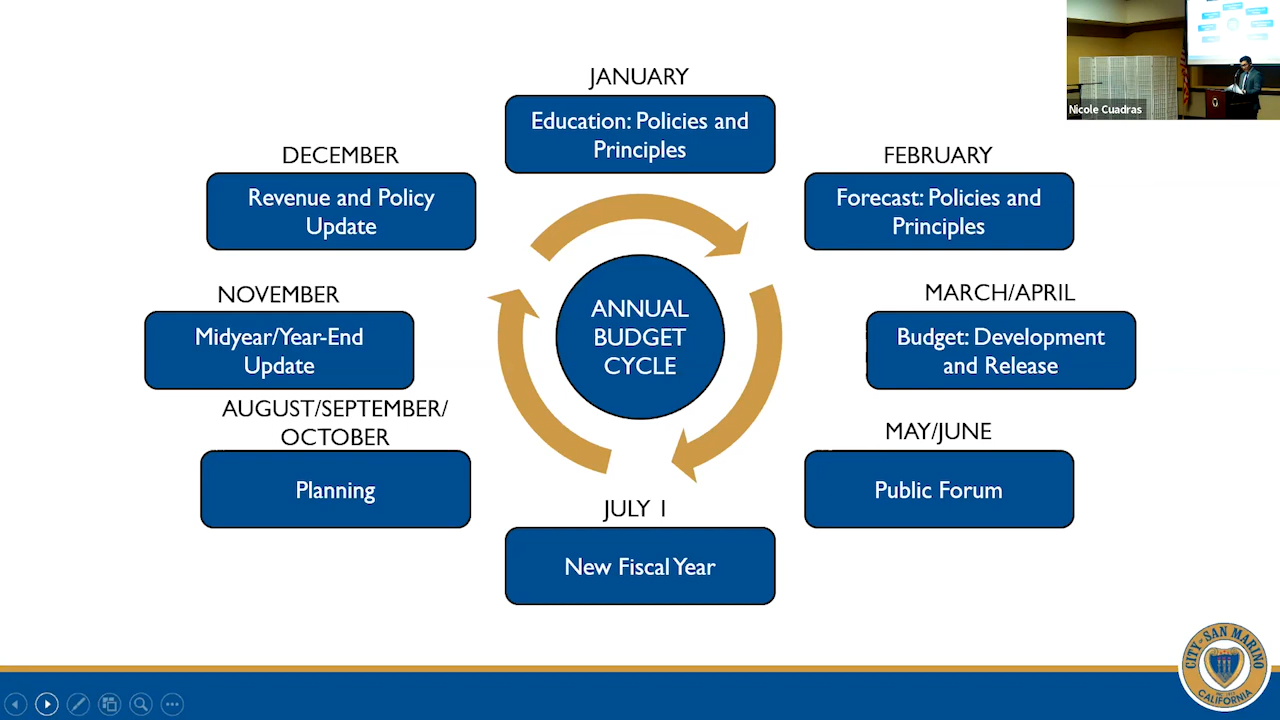 JANUARY
Education: Policies and
Principles
FEBRUARY
Forecast: Policies and
Principles
MARCH/APRIL
Budget: Development
and Release
MAY/JUNE
Public Forum
JULY 1
New Fiscal Year
AUGUST/SEPTEMBER/
OCTOBER
Planning
NOVEMBER
Midyear/Year-End
Update
DECEMBER
Revenue and Policy
Update
ANNUAL
BUDGET
CYCLE
Nicole Cuadras
CITY OF SAN MARINO
CALIFORNIA